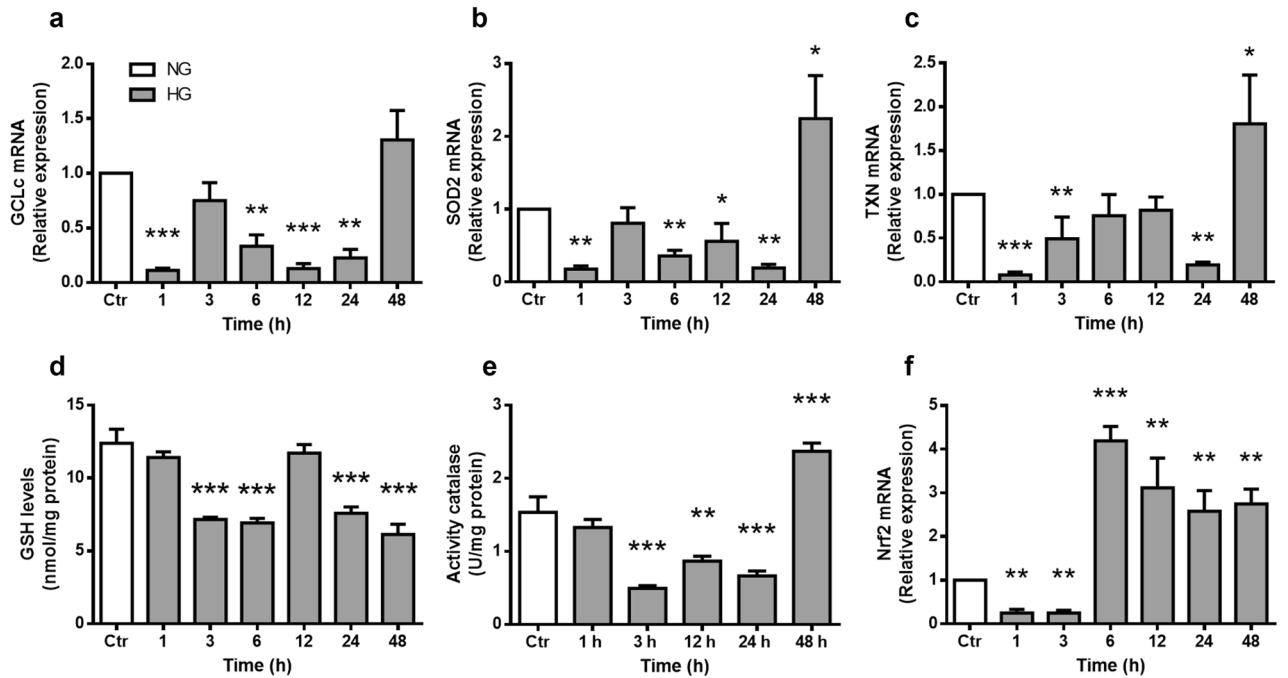 a
GCLc mRNA
(Relative expression)
2.0
1.5
1.0
0.5
0.0
NG
HG
***
**
***
**
Ctr 1 3 6 12 24 48
Time (h)
b
SOD2 mRNA
(Relative expression)
3
2
1
0
**
**
*
**
*
Ctr 1 3 6 12 24 48
Time (h)
c
TXN mRNA
(Relative expression)
2.5
2.0
1.5
1.0
0.5
0.0
***
**
**
*
Ctr 1 3 6 12 24 48
Time (h)
d
GSH levels
(nmol/mg protein)
15
10
5
0
***
***
***
***
Ctr 1 3 6 12 24 48
Time (h)
e
Activity catalase
(U/mg protein)
3
2
1
0
***
**
***
***
Ctr 1 h 3 h 12 h 24 h 48 h
Time (h)
f
Nrf2 mRNA
(Relative expression)
5
4
3
2
1
0
**
**
***
**
**
**
Ctr 1 3 6 12 24 48
Time (h)